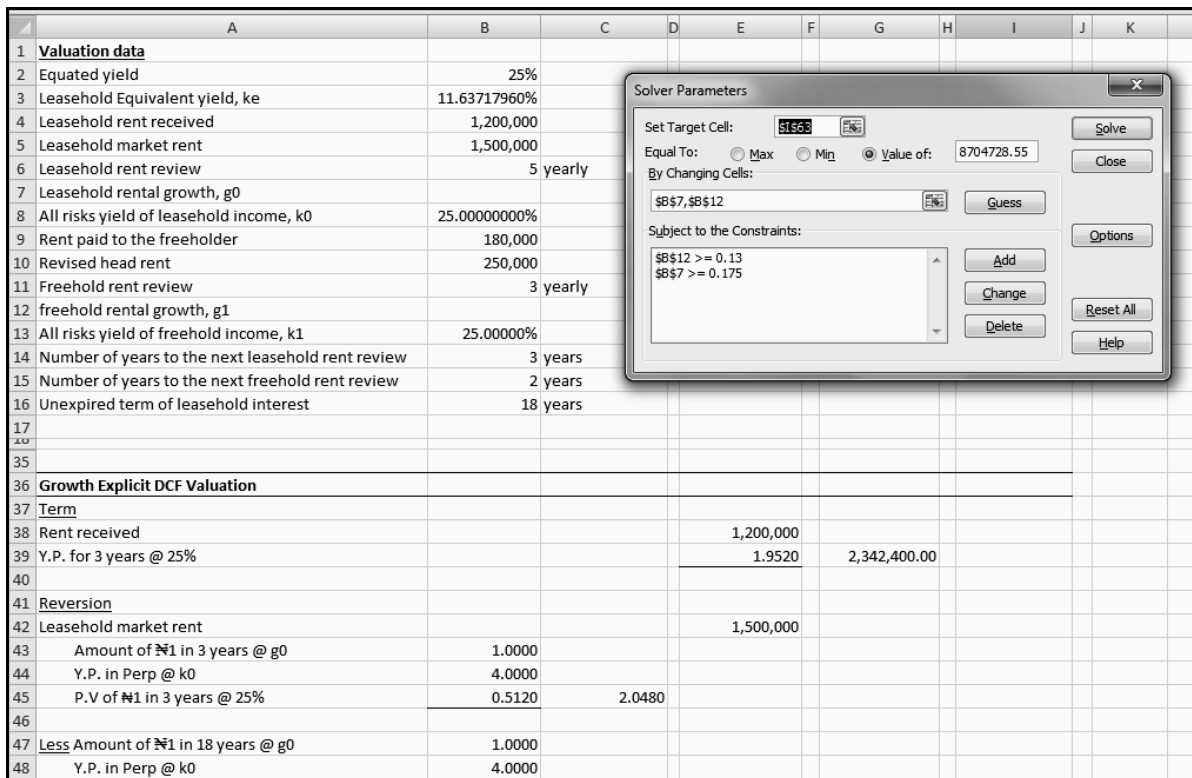 A B C D E F G H I J K
1 Valuation data
2 Equated yield 25%
3 Leasehold Equivalent yield, ke 11.63717960%
4 Leasehold rent received 1,200,000
5 Leasehold market rent 1,500,000
6 Leasehold rent review 5 yearly
7 Leasehold rental growth, g0
8 All risks yield of leasehold income, k0 25.00000000%
9 Rent paid to the freeholder 180,000
10 Revised head rent 250,000
11 Freehold rent review 3 yearly
12 freehold rental growth, g1
13 All risks yield of freehold income, k1 25.00000%
14 Number of years to the next leasehold rent review 3 years
15 Number of years to the next freehold rent review 2 years
16 Unexpired term of leasehold interest 18 years
17
18
35
36 Growth Explicit DCF Valuation
37 Term
38 Rent received 1,200,000
39 Y.P. for 3 years @ 25% 1.9520 2,342,400.00
40
41 Reversion
42 Leasehold market rent 1,500,000
43 Amount of ₦1 in 3 years @ g0 1.0000
44 Y.P. in Perp @ k0 4.0000
45 P.V of ₦1 in 3 years @ 25% 0.5120 2.0480
46
47 Less Amount of ₦1 in 18 years @ g0 1.0000
48 Y.P. in Perp @ k0 4.0000
Solver Parameters X
Set Target Cell: $I$63 Solve
Equal To: Max Min Value of: 8704728.55 Close
By Changing Cells:
$B$7,$B$12 Guess
Subject to the Constraints: Options
$B$12 >= 0.13 Add
$B$7 >= 0.175
Change
Reset All
Delete
Help